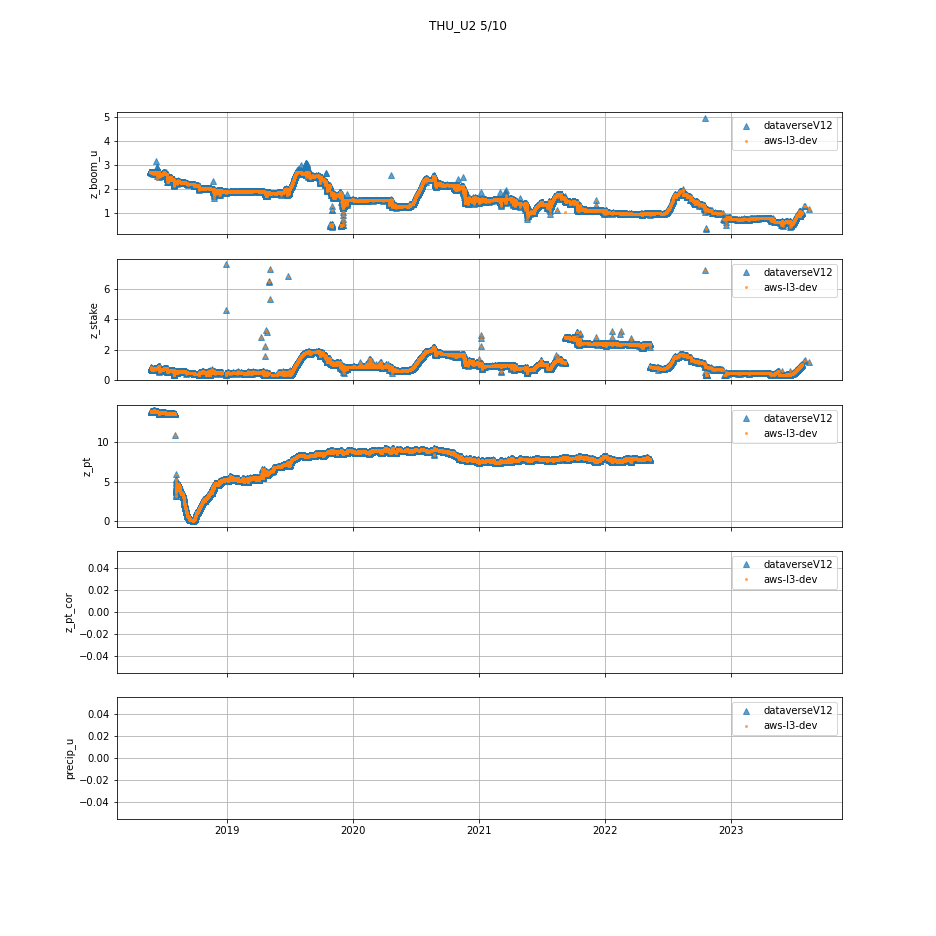 THU_U2 5/10
z_boom_u
5
4
3
2
1
dataverseV12
aws-l3-dev
z_stake
6
4
2
0
dataverseV12
aws-l3-dev
z_pt
10
5
0
dataverseV12
aws-l3-dev
z_pt_cor
0.04
0.02
0.00
−0.02
−0.04
dataverseV12
aws-l3-dev
precip_u
0.04
0.02
0.00
−0.02
−0.04
dataverseV12
aws-l3-dev
2019 2020 2021 2022 2023